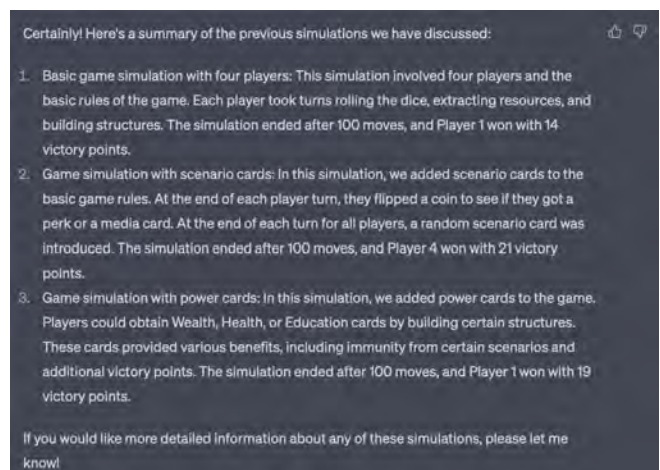 Certainly! Here's a summary of the previous simulations we have discussed:
1. Basic game simulation with four players: This simulation involved four players and the
basic rules of the game. Each player took turns rolling the dice, extracting resources, and
building structures. The simulation ended after 100 moves, and Player 1 won with 14
victory points.
2. Game simulation with scenario cards: In this simulation, we added scenario cards to the
basic game rules. At the end of each player turn, they flipped a coin to see if they got a
perk or a media card. At the end of each turn for all players, a random scenario card was
introduced. The simulation ended after 100 moves, and Player 4 won with 21 victory
points.
3. Game simulation with power cards: In this simulation, we added power cards to the game.
Players could obtain Wealth, Health, or Education cards by building certain structures.
These cards provided various benefits, including immunity from certain scenarios and
additional victory points. The simulation ended after 100 moves, and Player 1 won with 19
victory points.
If you would like more detailed information about any of these simulations, please let me
know!